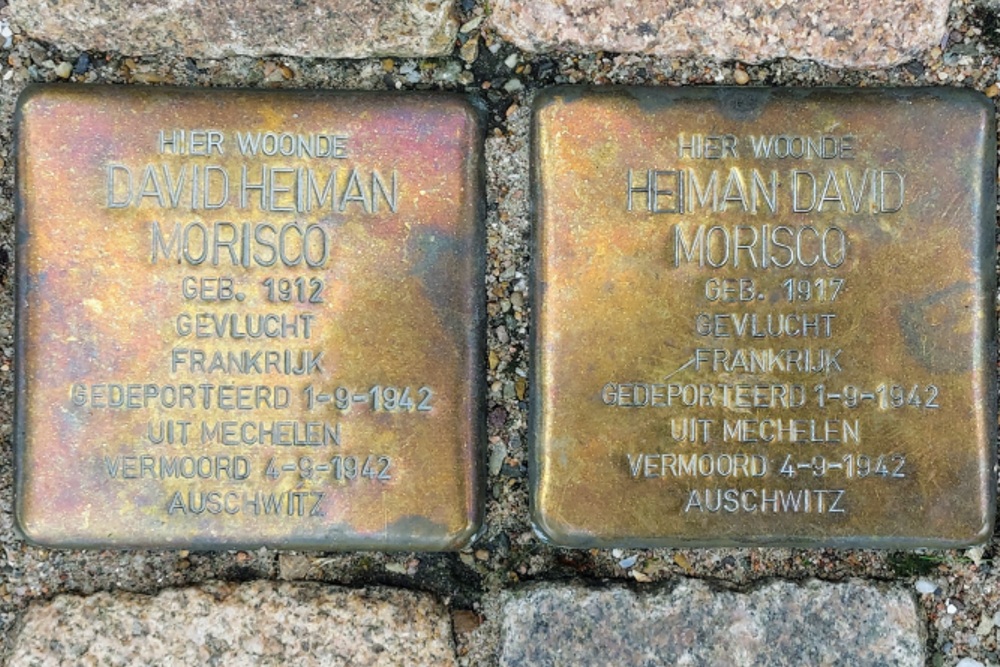 HIER WOONDE
DAVID HEIMAN
MORISCO
GEB. 1912
GEVLUCHT
FRANKRIJK
GEDEPORTEERD 1-9-1942
UIT MECHELEN
VERMOORD 4-9-1942
AUSCHWITZ
HIER WOONDE
HEIMAN DAVID
MORISCO
GEB. 1917
GEVLUCHT
FRANKRIJK
GEDEPORTEERD 1-9-1942
UIT MECHELEN
VERMOORD 4-9-1942
AUSCHWITZ